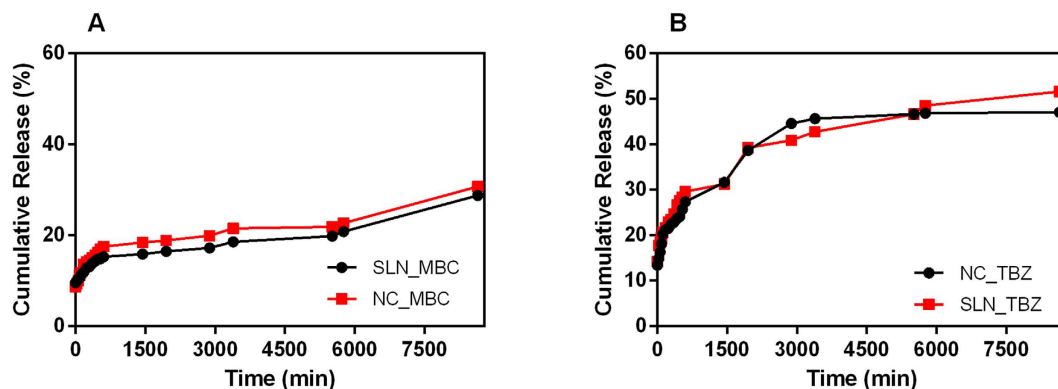 A
Cumulative Release (%)
60
40
20
0
0 1500 3000 4500 6000 7500
Time (min)
SLN_MBC
NC_MBC
B
Cumulative Release (%)
60
50
40
30
20
10
0
0 1500 3000 4500 6000 7500
Time (min)
NC_TBZ
SLN_TBZ